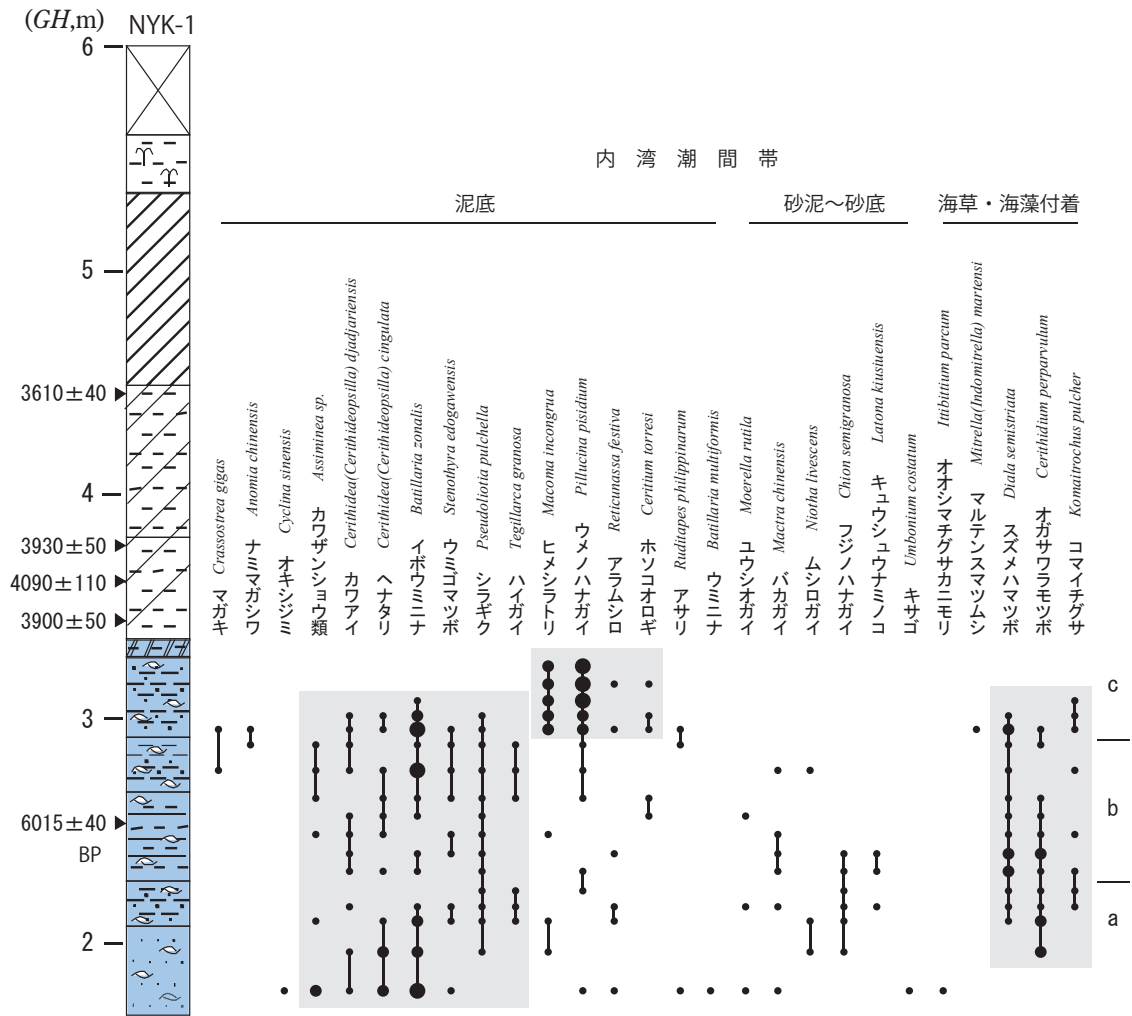 (GH,m) NYK-1
6
内湾潮間帯
泥底 砂泥～砂底 海草・海藻付着
5
3610±40
4
3930±50
4090±110
3900±50
マガキ Crassostrea gigas
ナミマガシワ Anomia chinensis
オキシジミ Cyclina sinensis
カワザンショウ類 Assiminea sp.
カワアイ Cerithidea(Cerithideopsilla) djadjariensis
ヘナタリ Cerithidea(Cerithideopsilla) cingulata
イボウミニナ Batillaria zonalis
ウミゴマツボ Stenothyra edogawensis
シラギク Pseudoliotia pulchella
ハイガイ Tegillarca granosa
ヒメシラトリ Macoma incongrua
ウメノハナガイ Pillucina pisidium
アラムシロ Reticunassa festiva
ホソコオロギ Certitium torresi
アサリ Ruditapes philippinarum
ウミニナ Batillaria multiformis
ユウシオガイ Moerella rutila
バカガイ Mactra chinensis
ムシロガイ Niotha livescens
フジノハナガイ Chion semigranosa
キュウシュウナミノコ Latona kiusiuensis
キサゴ Umbonium costatum
オオシマチグサカニモリ Ittibittium parcum
マルテンスマツムシ Mitrella(Indomitrella) martensi
スズメハマツボ Diala semistriata
オガサワラモツボ Cerithidium perparvulum
コマイチグサ Komaitrochus pulcher
c
3
b
6015±40
BP
a
2